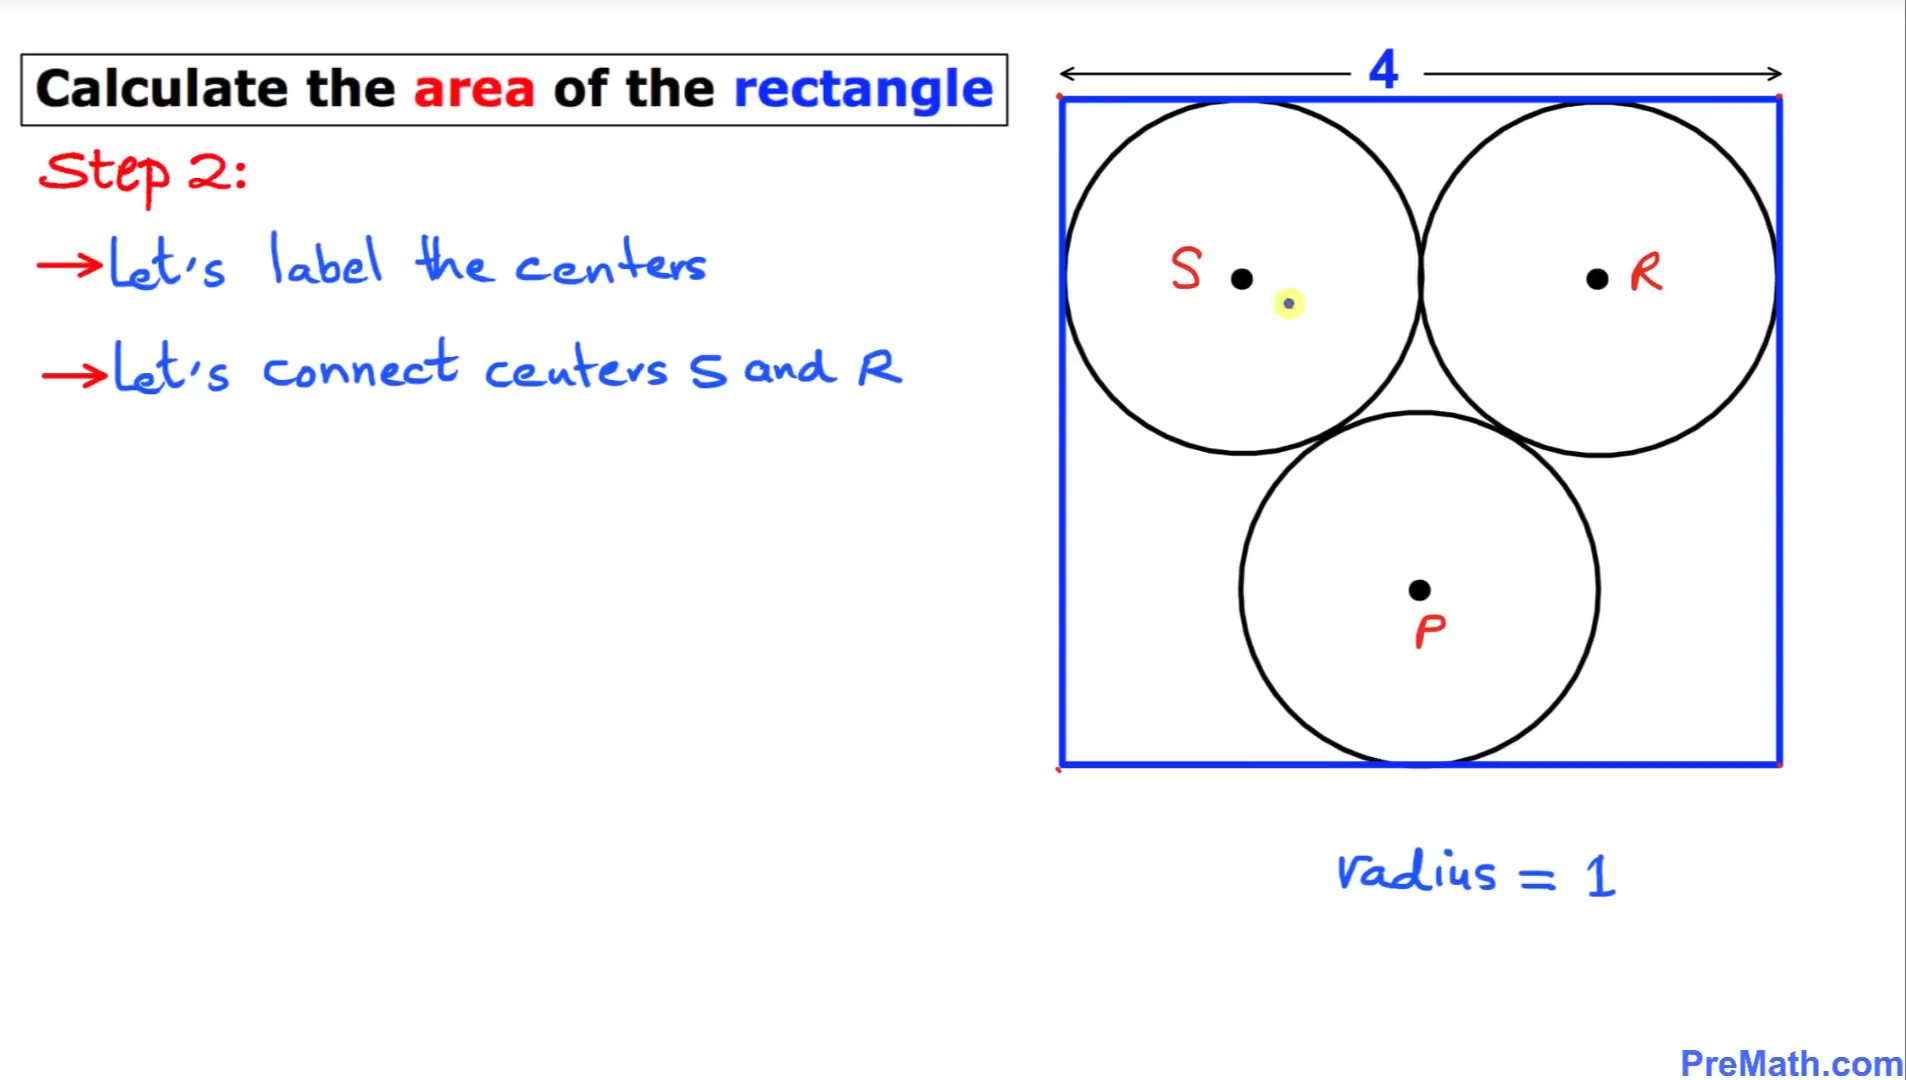 Calculate the area of the rectangle
Step 2:
→Let's label the centers
→Let's connect centers S and R
4
S
R
P
radius = 1
PreMath.com